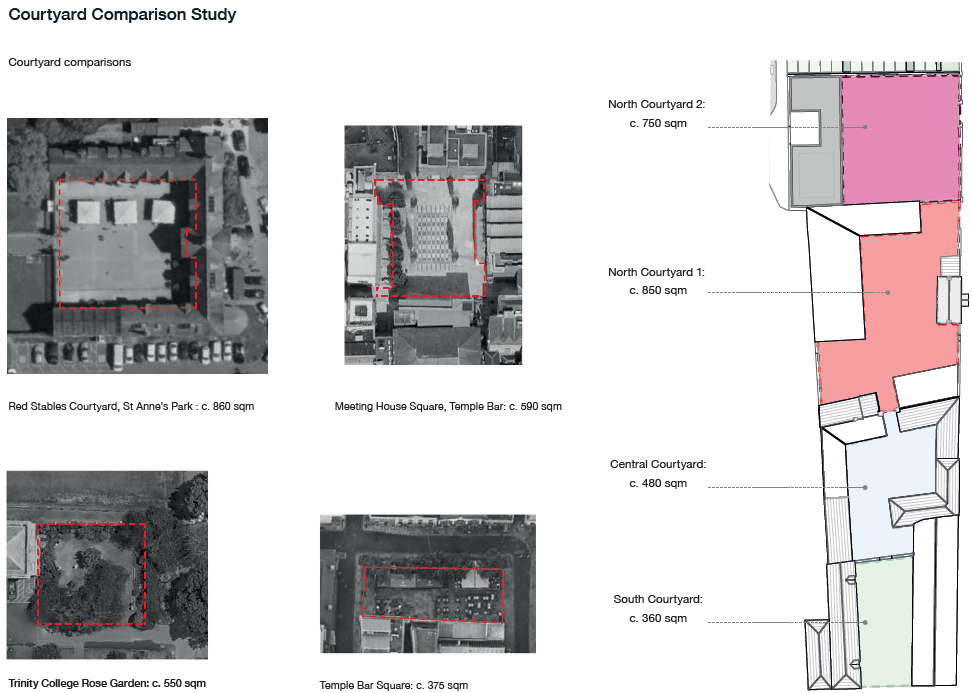 Courtyard Comparison Study
Courtyard comparisons
Red Stables Courtyard, St Anne's Park : c. 860 sqm
Meeting House Square, Temple Bar: c. 590 sqm
Trinity College Rose Garden: c. 550 sqm
Temple Bar Square: c. 375 sqm
North Courtyard 2:
c. 750 sqm
North Courtyard 1:
c. 850 sqm
Central Courtyard:
c. 480 sqm
South Courtyard:
c. 360 sqm